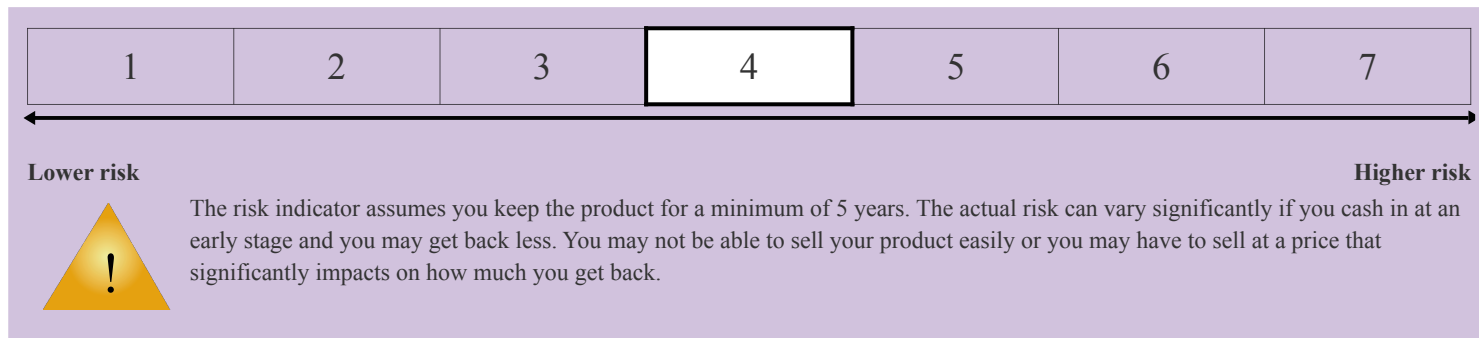 1 2 3 4 5 6 7
Lower risk Higher risk
The risk indicator assumes you keep the product for a minimum of 5 years. The actual risk can vary significantly if you cash in at an
early stage and you may get back less. You may not be able to sell your product easily or you may have to sell at a price that
significantly impacts on how much you get back.
!